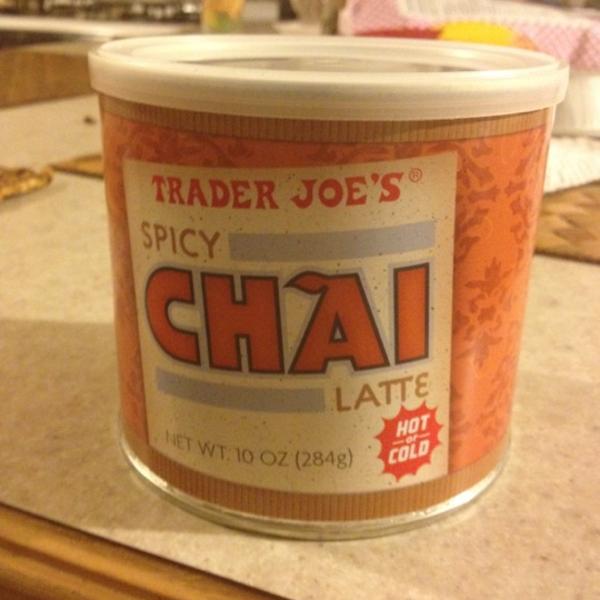 TRADER JOE'S®
SPICY
CHAI
LATTE
HOT
or
COLD
NET WT. 10 OZ (284g)